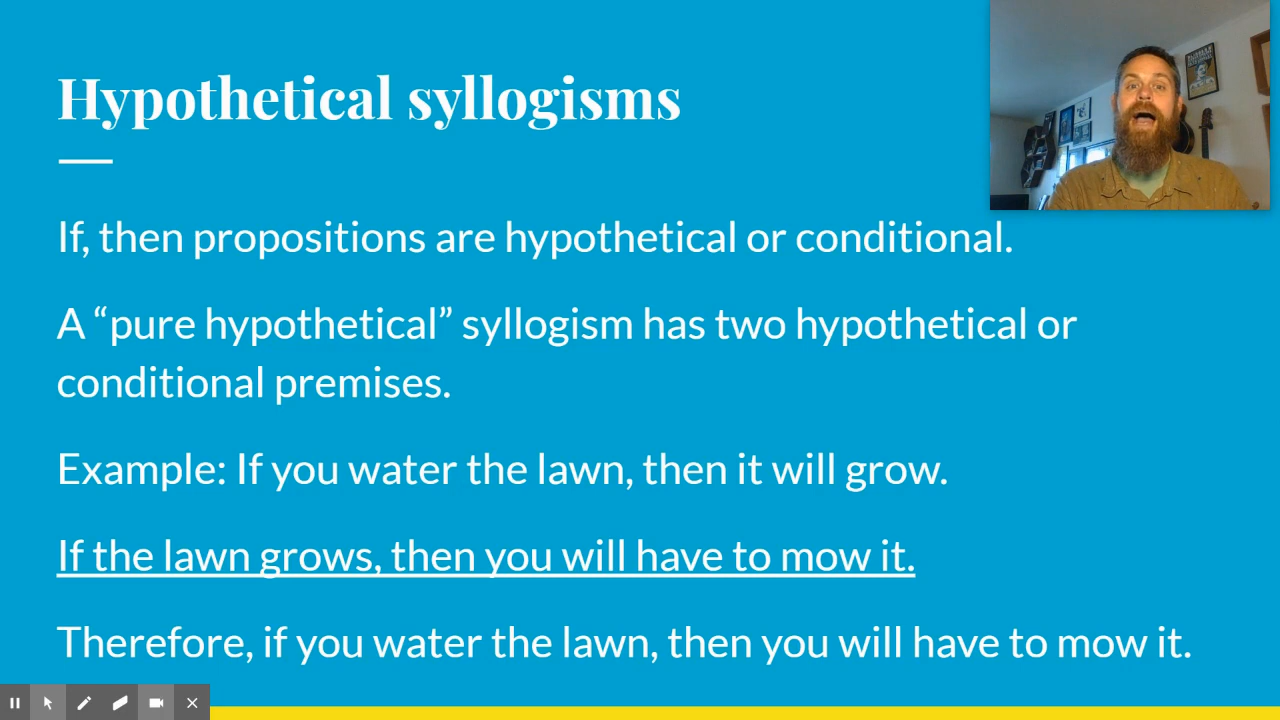 Hypothetical syllogisms
If, then propositions are hypothetical or conditional.
A “pure hypothetical” syllogism has two hypothetical or
conditional premises.
Example: If you water the lawn, then it will grow.
If the lawn grows, then you will have to mow it.
Therefore, if you water the lawn, then you will have to mow it.